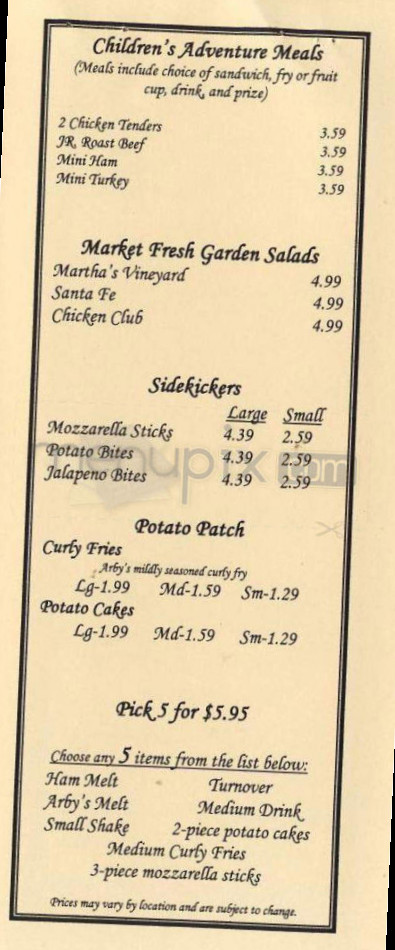 Children's Adventure Meals
(Meals include choice of sandwich, fry or fruit
cup, drink, and prize)
2 Chicken Tenders 3.59
JR. Roast Beef 3.59
Mini Ham 3.59
Mini Turkey 3.59
Market Fresh Garden Salads
Martha's Vineyard 4.99
Santa Fe 4.99
Chicken Club 4.99
Sidekickers
Large Small
Mozzarella Sticks 4.39 2.59
Potato Bites 4.39 2.59
Jalapeno Bites 4.39 2.59
menupix.com
Potato Patch
Curly Fries
Arby's mildly seasoned curly fry
Lg-1.99 Md-1.59 Sm-1.29
Potato Cakes
Lg-1.99 Md-1.59 Sm-1.29
Pick 5 for $5.95
Choose any 5 items from the list below:
Ham Melt Turnover
Arby's Melt Medium Drink
Small Shake 2-piece potato cakes
Medium Curly Fries
3-piece mozzarella sticks
Prices may vary by location and are subject to change.